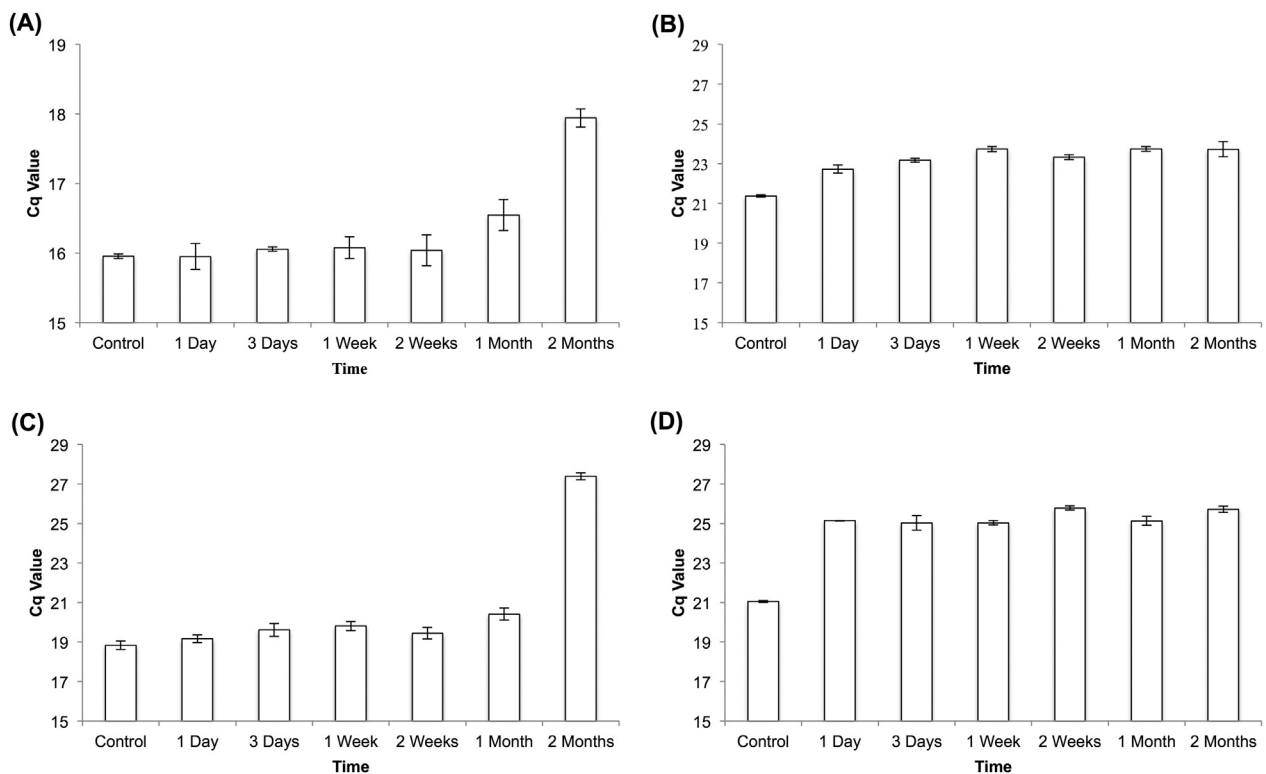 (A)
19
18
17
16
15
Cq Value
Control 1 Day 3 Days 1 Week 2 Weeks 1 Month 2 Months
Time
(B)
29
27
25
23
21
19
17
15
Cq Value
Control 1 Day 3 Days 1 Week 2 Weeks 1 Month 2 Months
Time
(C)
29
27
25
23
21
19
17
15
Cq Value
Control 1 Day 3 Days 1 Week 2 Weeks 1 Month 2 Months
Time
(D)
29
27
25
23
21
19
17
15
Cq Value
Control 1 Day 3 Days 1 Week 2 Weeks 1 Month 2 Months
Time